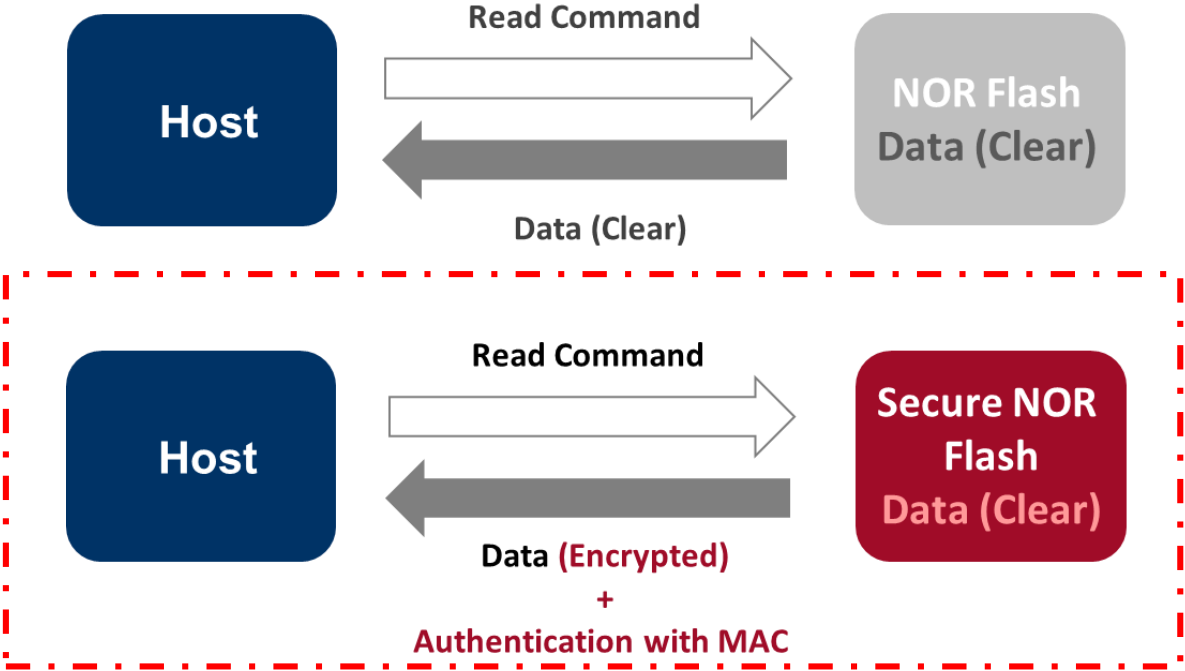 Read Command
Host
NOR Flash
Data (Clear)
Data (Clear)
Read Command
Host
Secure NOR
Flash
Data (Clear)
Data (Encrypted)
+
Authentication with MAC